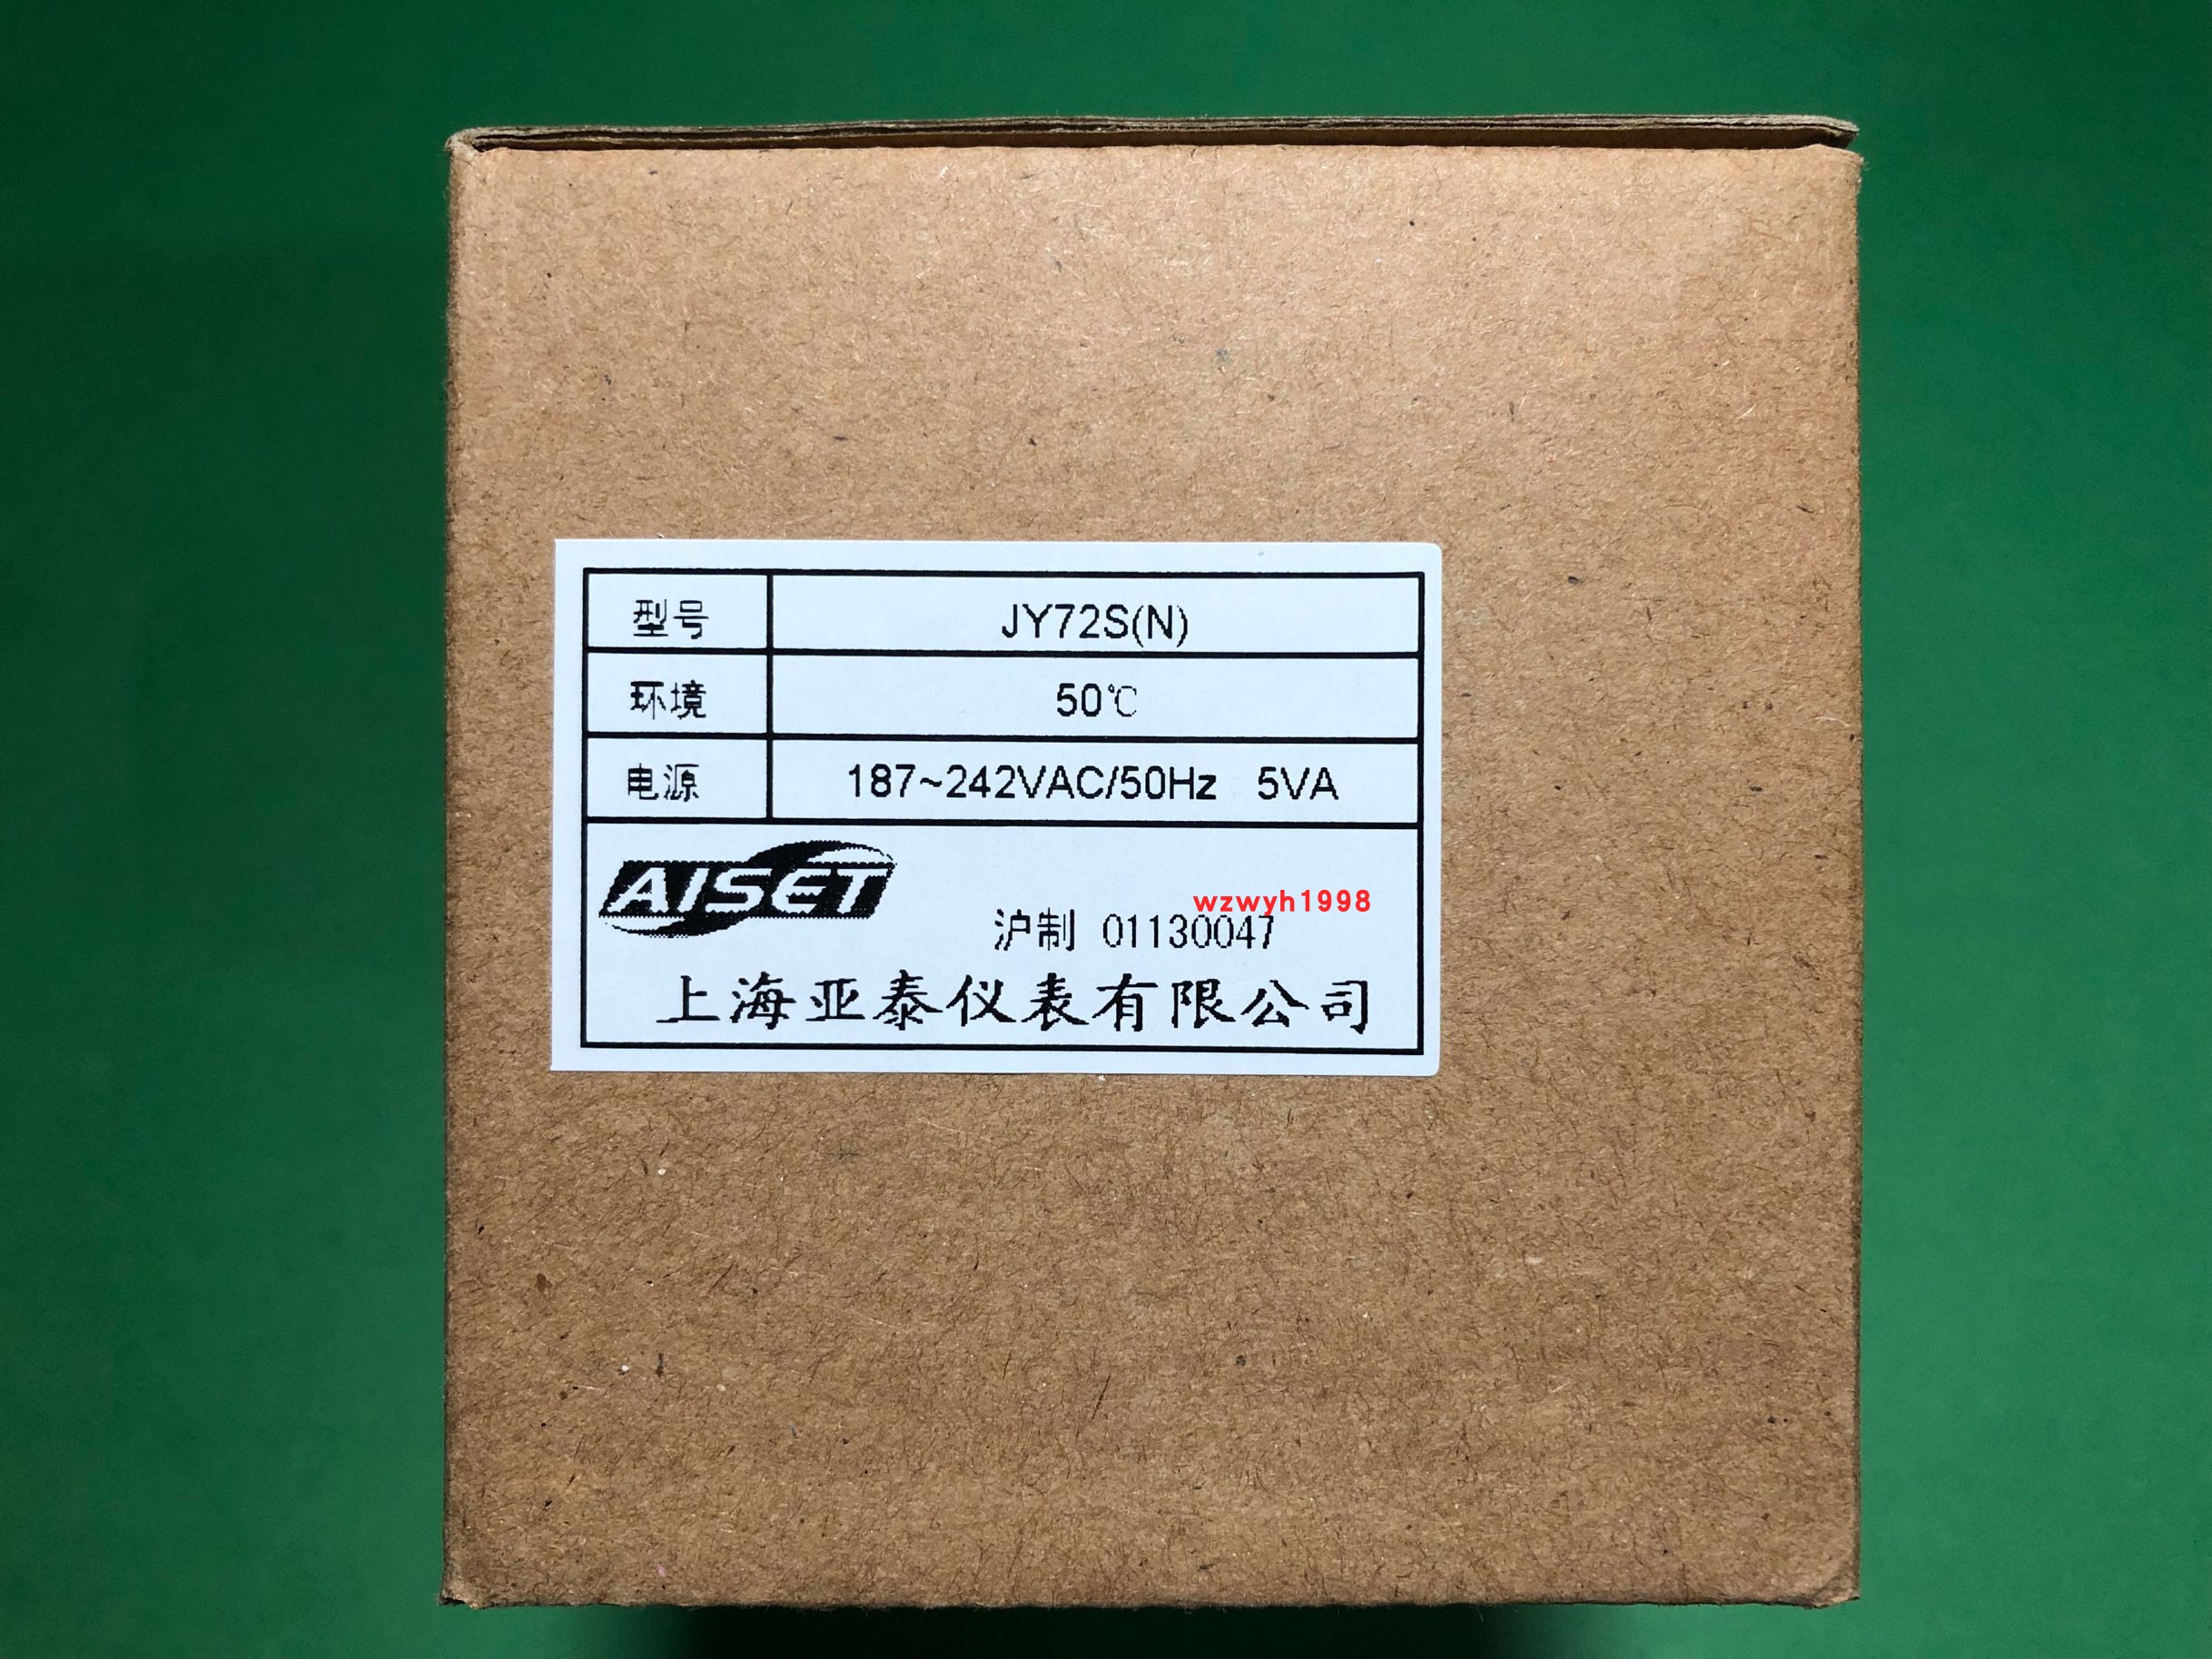 型号 JY72S(N)
环境 50℃
电源 187~242VAC/50Hz 5VA
AISET
wzwyh1998
沪制 01130047
上海亚泰仪表有限公司